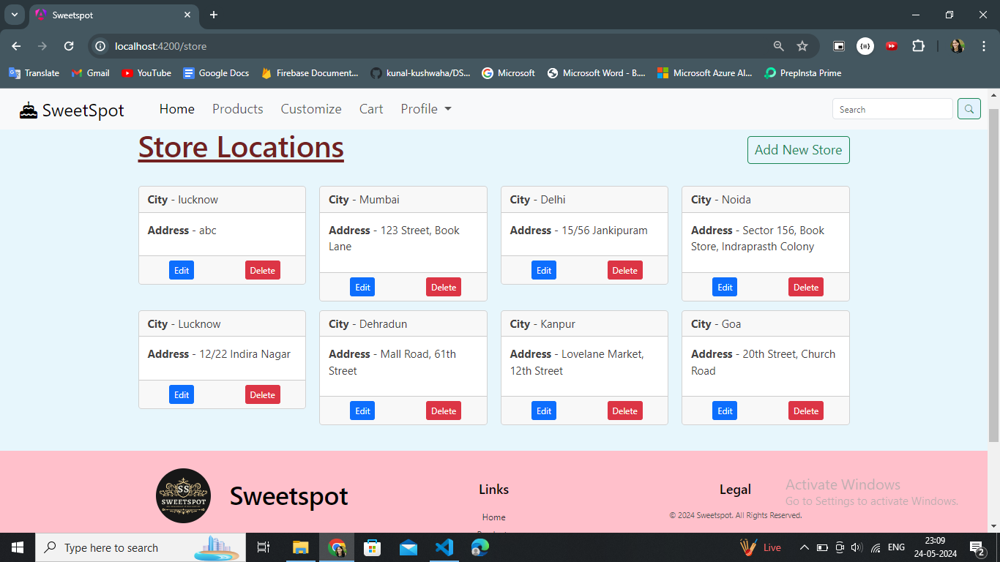 Sweetspot
localhost:4200/store
Translate
Gmail
YouTube
Google Docs
Firebase Document...
kunal-kushwaha/DS...
Microsoft
Microsoft Word - B....
Microsoft Azure AI...
PrepInsta Prime
SweetSpot
Home
Products
Customize
Cart
Profile
Search
Store Locations
Add New Store
City - lucknow
Address - abc
Edit
Delete
City - Mumbai
Address - 123 Street, Book
Lane
Edit
Delete
City - Delhi
Address - 15/56 Jankipuram
Edit
Delete
City - Noida
Address - Sector 156, Book
Store, Indraprasth Colony
Edit
Delete
City - Lucknow
Address - 12/22 Indira Nagar
Edit
Delete
City - Dehradun
Address - Mall Road, 61th
Street
Edit
Delete
City - Kanpur
Address - Lovelane Market,
12th Street
Edit
Delete
City - Goa
Address - 20th Street, Church
Road
Edit
Delete
SS
SWEETSPOT
Sweetspot
Links
Home
Legal
© 2024 Sweetspot. All Rights Reserved.
Activate Windows
Go to Settings to activate Windows.
Type here to search
Live
ENG
23:09
24-05-2024
2